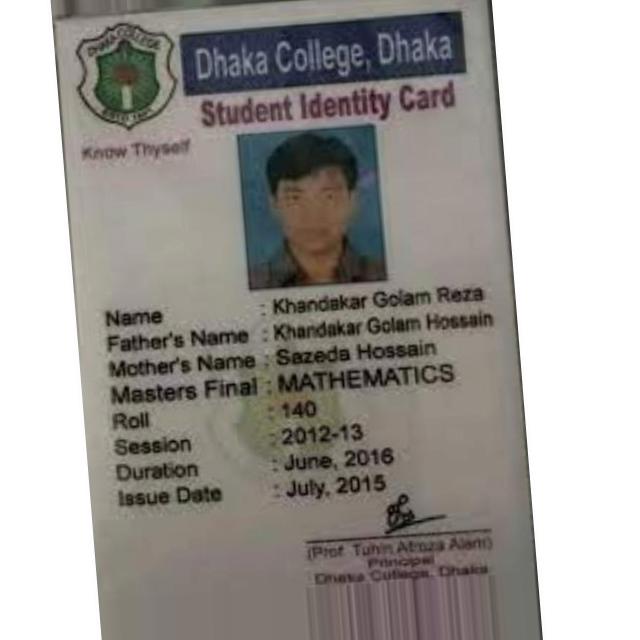 DHAKA COLLEGE
Dhaka College, Dhaka
Student Identity Card
Know Thyself
Name : Khandakar Golam Reza
Father's Name : Khandakar Golam Hossain
Mother's Name : Sazeda Hossain
Masters Final : MATHEMATICS
Roll : 140
Session : 2012-13
Duration : June, 2016
Issue Date : July, 2015
(Prof. Tuhin Afroza Alam)
Principal
Dhaka College, Dhaka